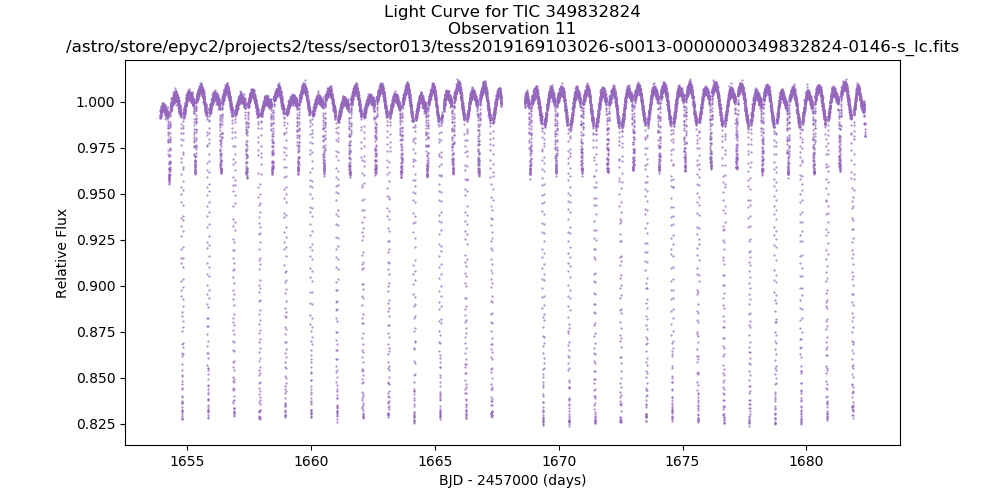 Light Curve for TIC 349832824
Observation 11
/astro/store/epyc2/projects2/tess/sector013/tess2019169103026-s0013-0000000349832824-0146-s_lc.fits
1.000
0.975
0.950
0.925
0.900
0.875
0.850
0.825
Relative Flux
1655
1660
1665
1670
1675
1680
BJD - 2457000 (days)